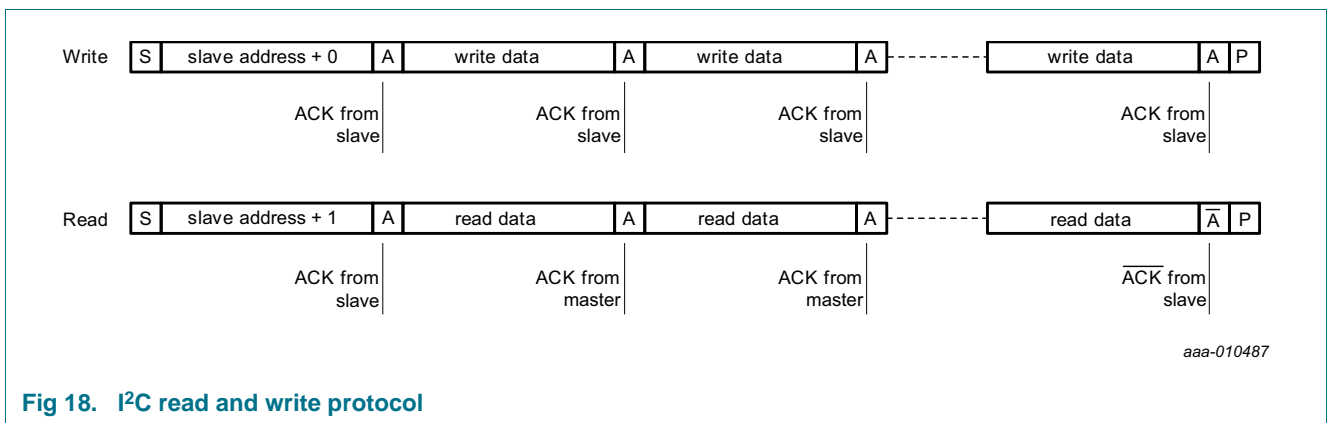 Write S slave address + 0 A write data A write data A write data A P
ACK from ACK from ACK from ACK from
slave slave slave slave
Read S slave address + 1 A read data A read data A read data A̅ P
ACK from ACK from ACK from A̅C̅K̅ from
slave master master slave
aaa-010487
Fig 18. I²C read and write protocol